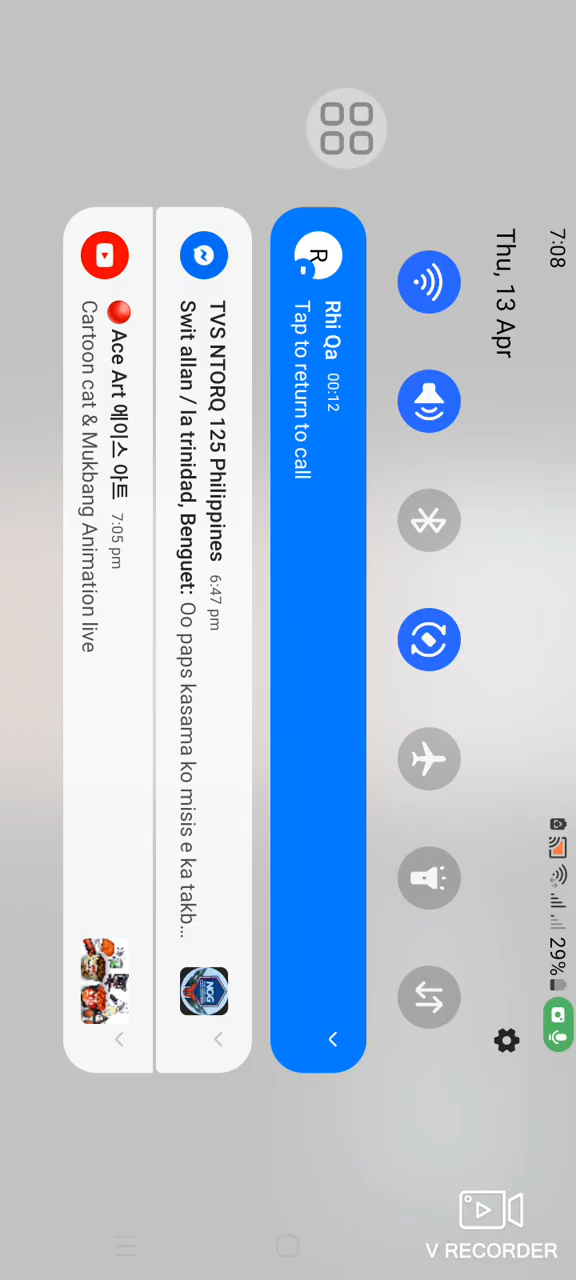 7:08
29%
Thu, 13 Apr
R
Rhi Qa 00:12
Tap to return to call
TVS NTORQ 125 Philippines 6:47 pm
Swit allan / la trinidad, Benguet: Oo paps kasama ko misis e ka takb...
NOG
🔴 Ace Art 에이스 아트 7:05 pm
Cartoon cat & Mukbang Animation live
V RECORDER